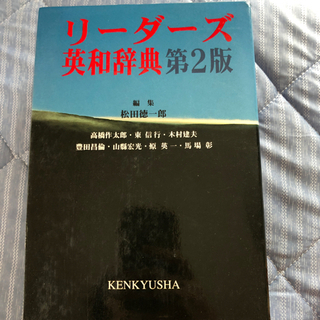 リーダーズ
英和辞典 第2版
編集
松田徳一郎
高橋作太郎・東 信行・木村建夫
豊田昌倫・山縣宏光・原 英一・馬場 彰
KENKYUSHA